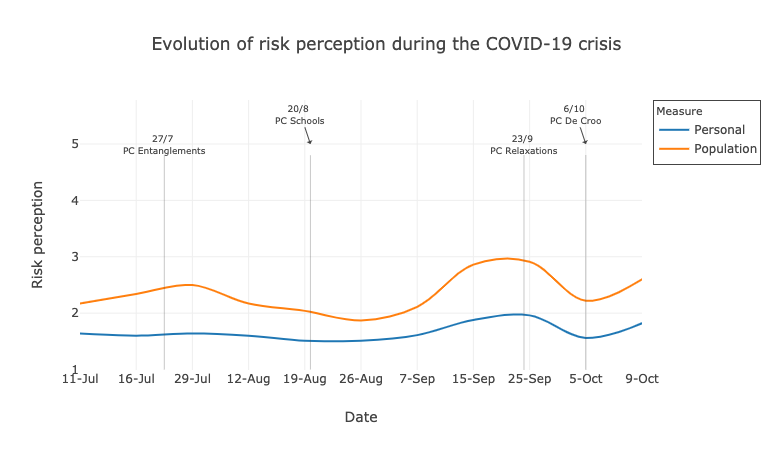 Evolution of risk perception during the COVID-19 crisis
20/8
PC Schools
6/10
PC De Croo
27/7
PC Entanglements
23/9
PC Relaxations
Measure
Personal
Population
Risk perception
5
4
3
2
1
11-Jul
16-Jul
29-Jul
12-Aug
19-Aug
26-Aug
7-Sep
15-Sep
25-Sep
5-Oct
9-Oct
Date